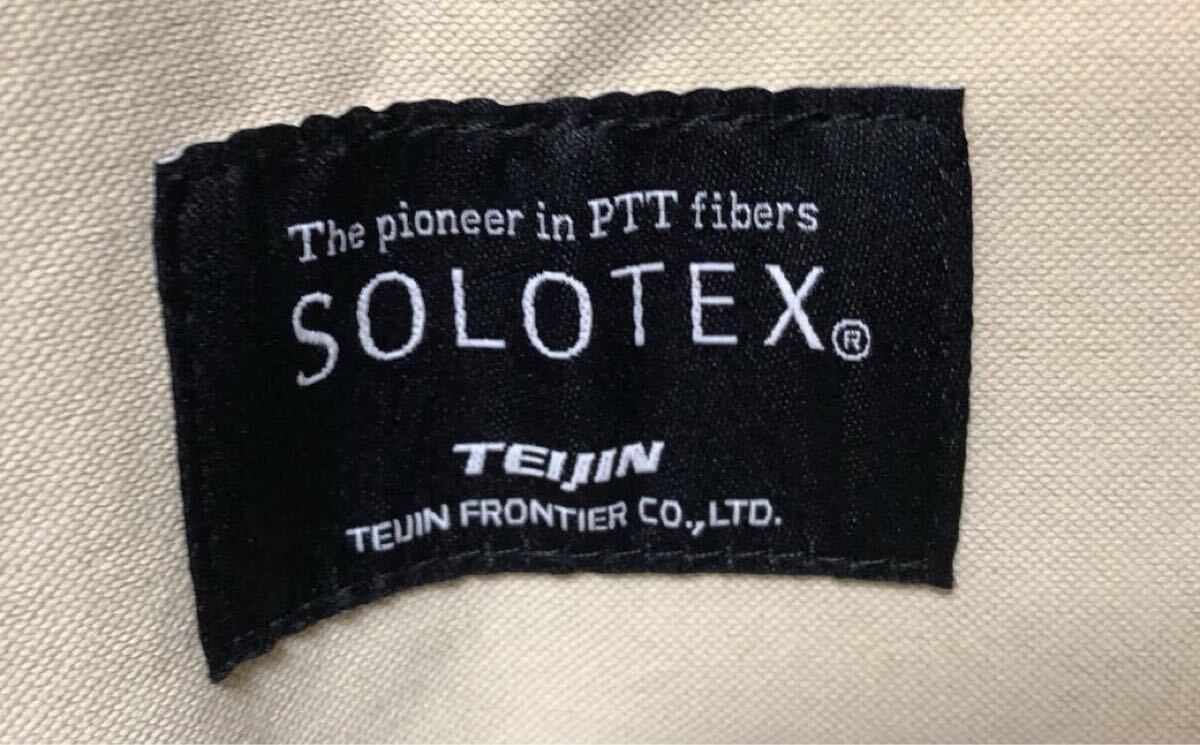 The pioneer in PTT fibers
SOLOTEX®
TEIJIN
TEIJIN FRONTIER CO.,LTD.